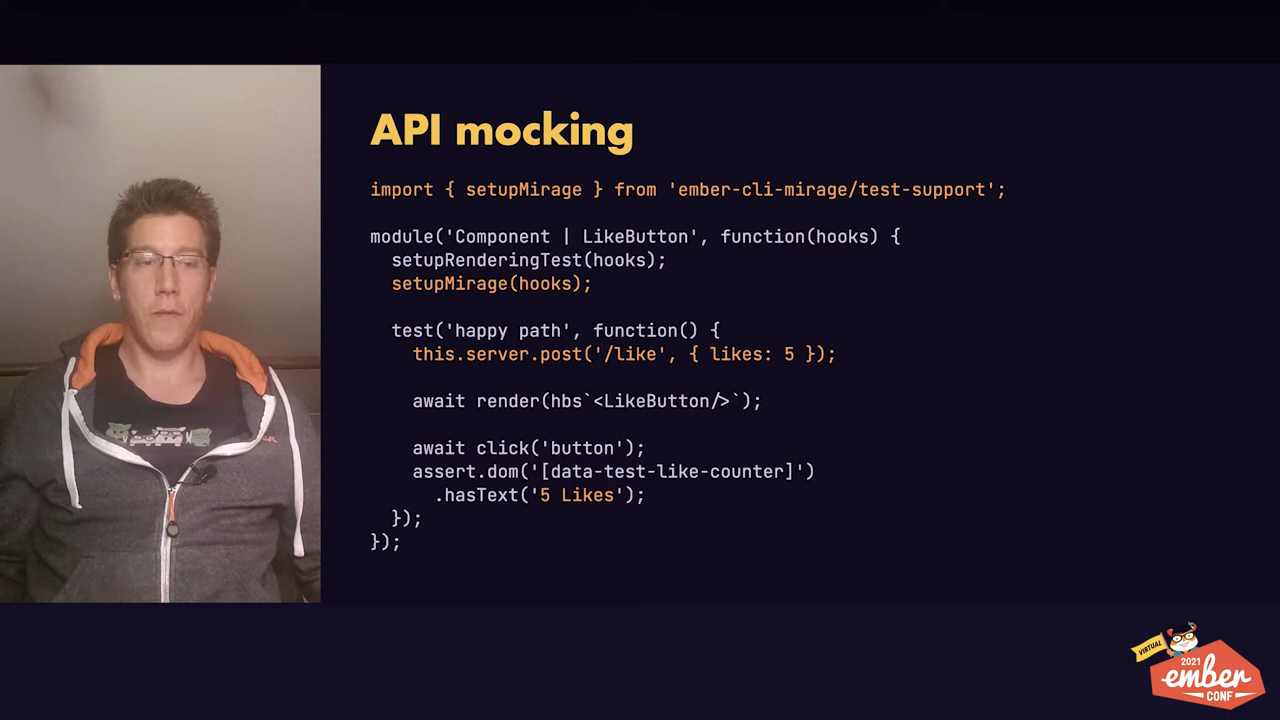 API mocking
import { setupMirage } from 'ember-cli-mirage/test-support';
module('Component | LikeButton', function(hooks) {
setupRenderingTest(hooks);
setupMirage(hooks);
test('happy path', function() {
this.server.post('/like', { likes: 5 });
await render(hbs`<LikeButton/>`);
await click('button');
assert.dom('[data-test-like-counter]')
.hasText('5 Likes');
});
});
VIRTUAL
2021
ember
CONF